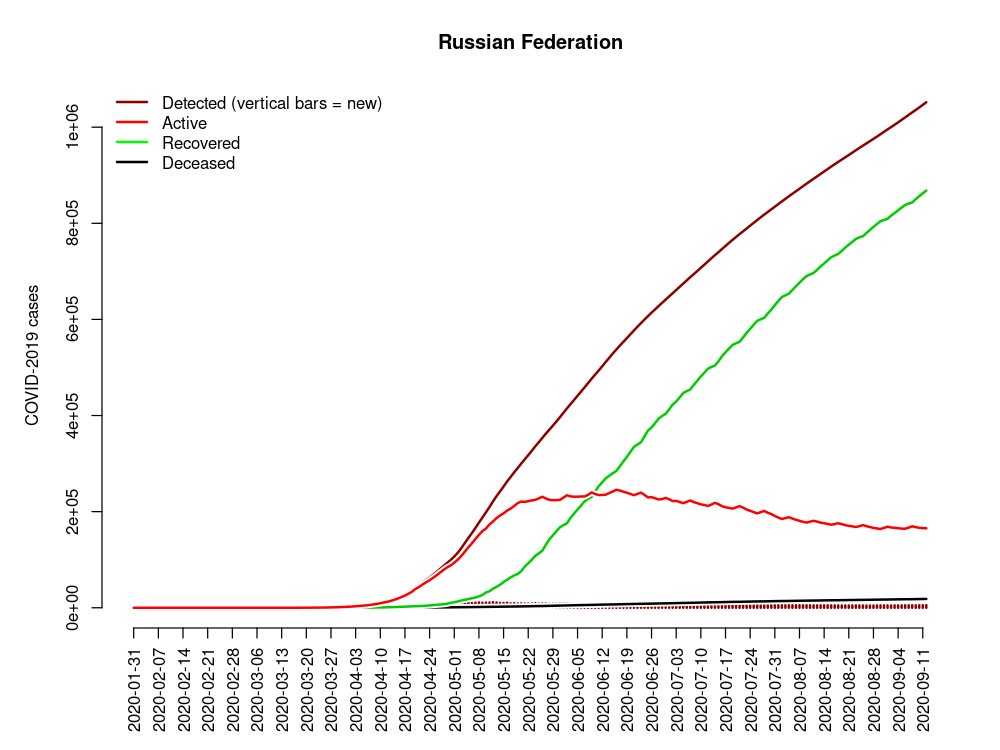 Russian Federation
Detected (vertical bars = new)
Active
Recovered
Deceased
COVID-2019 cases
1e+06
8e+05
6e+05
4e+05
2e+05
0e+00
2020-01-31
2020-02-07
2020-02-14
2020-02-21
2020-02-28
2020-03-06
2020-03-13
2020-03-20
2020-03-27
2020-04-03
2020-04-10
2020-04-17
2020-04-24
2020-05-01
2020-05-08
2020-05-15
2020-05-22
2020-05-29
2020-06-05
2020-06-12
2020-06-19
2020-06-26
2020-07-03
2020-07-10
2020-07-17
2020-07-24
2020-07-31
2020-08-07
2020-08-14
2020-08-21
2020-08-28
2020-09-04
2020-09-11